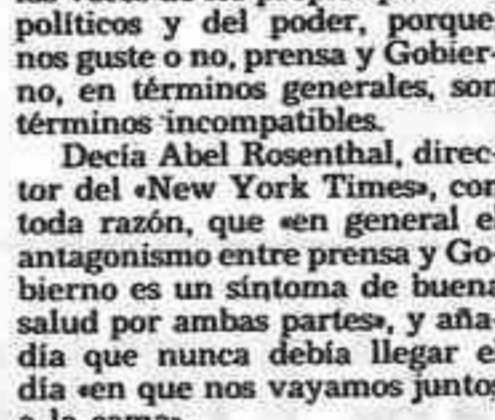 políticos y del poder, porque
nos guste o no, prensa y Gobier-
no, en términos generales, son
términos incompatibles.
Decía Abel Rosenthal, direc-
tor del «New York Times», con
toda razón, que «en general el
antagonismo entre prensa y Go-
bierno es un síntoma de buena
salud por ambas partes», y aña-
día que nunca debía llegar el
día «en que nos vayamos juntos
a la cama»